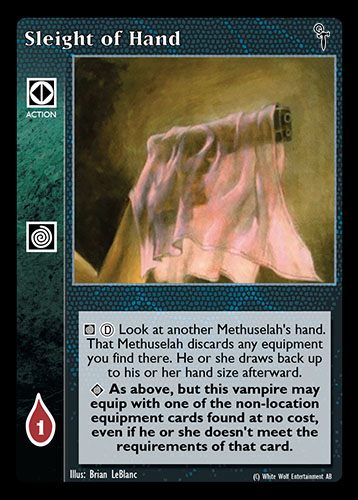 Sleight of Hand
ACTION
D Look at another Methuselah's hand.
That Methuselah discards any equipment
you find there. He or she draws back up
to his or her hand size afterward.
As above, but this vampire may
equip with one of the non-location
equipment cards found at no cost,
even if he or she doesn't meet the
requirements of that card.
1
Illus: Brian LeBlanc
(C) White Wolf Entertainment AB